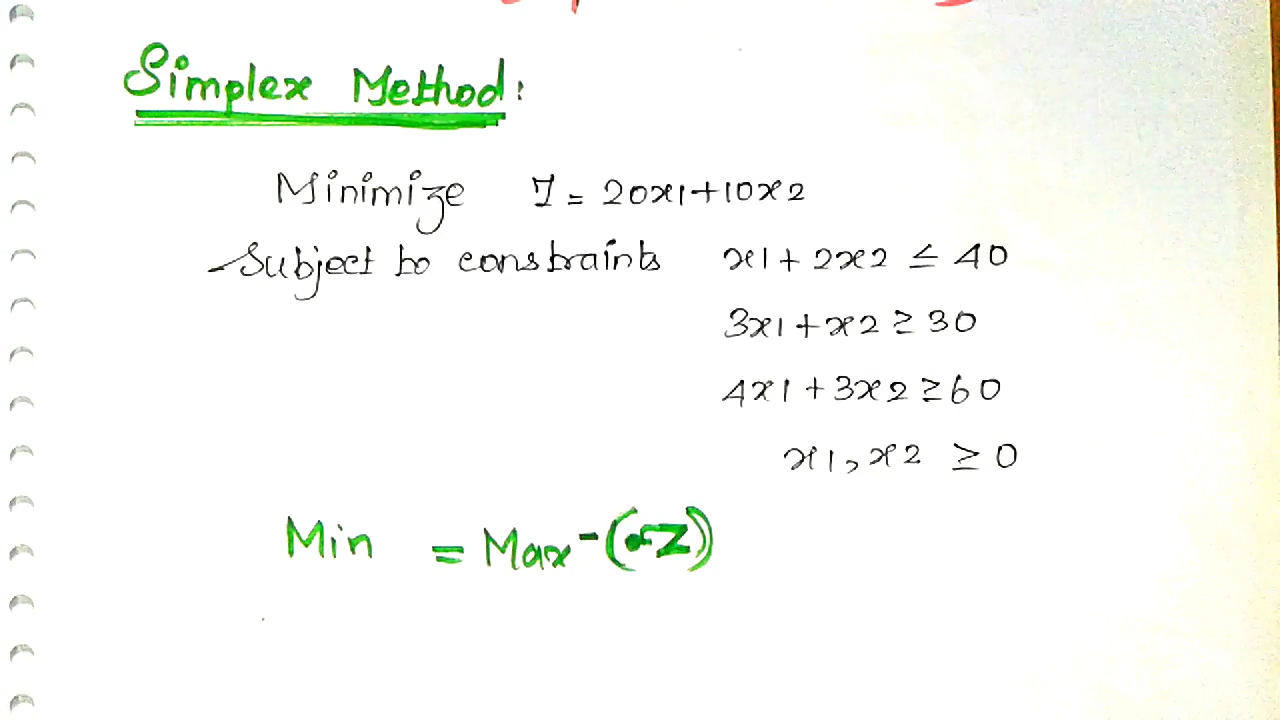 Simplex Method:
Minimize Z = 20x1+10x2
Subject to constraints x1+2x2 ≤ 40
3x1+x2 ≥ 30
4x1+3x2 ≥ 60
x1,x2 ≥ 0
Min = Max -( Z)